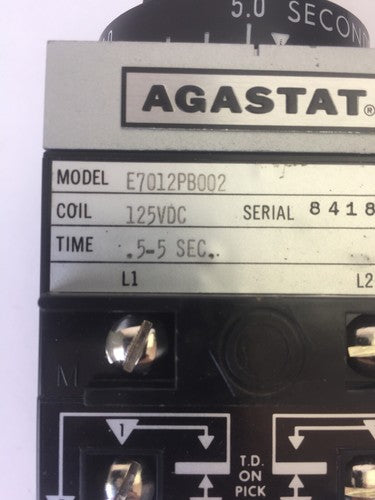 5.0 SECON
AGASTAT®
MODEL E7012PB002
COIL 125VDC SERIAL 8418
TIME .5-5 SEC.
L1 L2
M
1
T.D.
ON
PICK